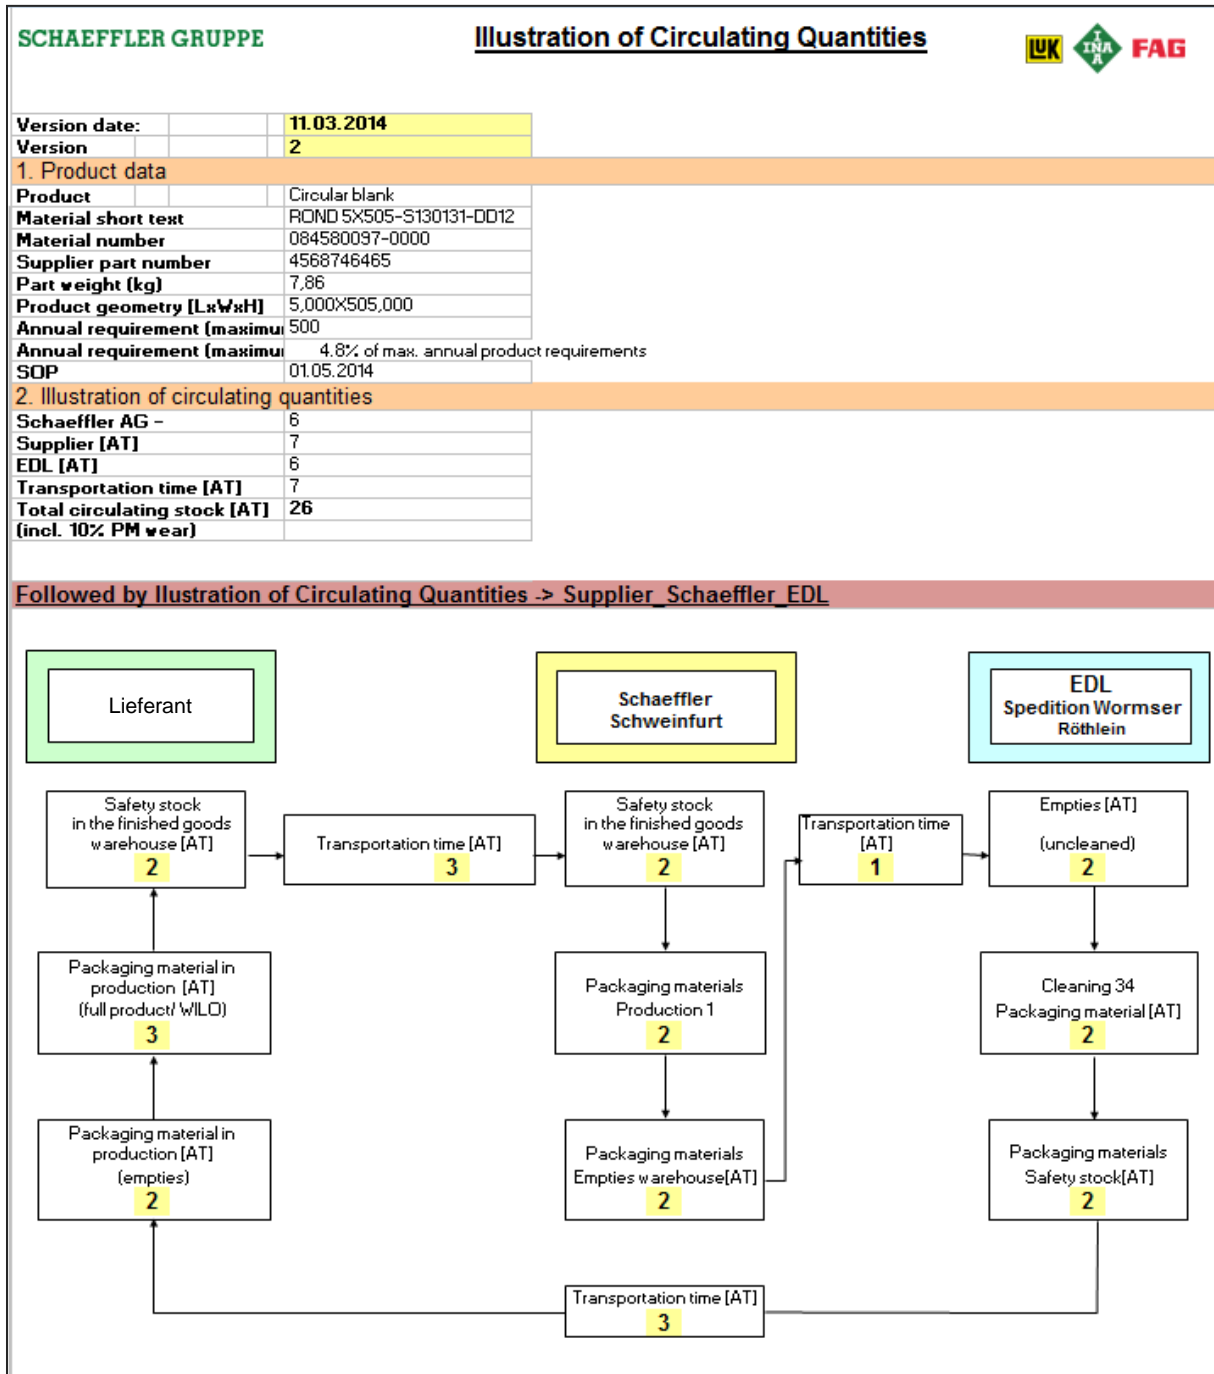 SCHAEFFLER GRUPPE
Illustration of Circulating Quantities
LUK INA FAG
Version date: 11.03.2014
Version 2
1. Product data
Product Circular blank
Material short text ROND 5X505-S130131-DD12
Material number 084580097-0000
Supplier part number 4568746465
Part weight (kg) 7,86
Product geometry [LxWxH] 5,000X505,000
Annual requirement (maximu 500
Annual requirement (maximu 4.8% of max. annual product requirements
SOP 01.05.2014
2. Illustration of circulating quantities
Schaeffler AG - 6
Supplier [AT] 7
EDL [AT] 6
Transportation time [AT] 7
Total circulating stock [AT] 26
(incl. 10% PM wear)
Followed by Ilustration of Circulating Quantities -> Supplier_Schaeffler_EDL
Lieferant
Schaeffler
Schweinfurt
EDL
Spedition Wormser
Röthlein
Safety stock
in the finished goods
warehouse [AT]
2
Transportation time [AT]
3
Safety stock
in the finished goods
warehouse [AT]
2
Transportation time
[AT]
1
Empties [AT]
(uncleaned)
2
Packaging material in
production [AT]
(full product/ WILO)
3
Packaging materials
Production 1
2
Cleaning 34
Packaging material [AT]
2
Packaging material in
production [AT]
(empties)
2
Packaging materials
Empties warehouse[AT]
2
Packaging materials
Safety stock[AT]
2
Transportation time [AT]
3